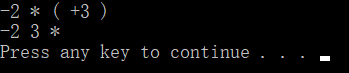 -2 * ( +3 )
-2 3 *
Press any key to continue . . .